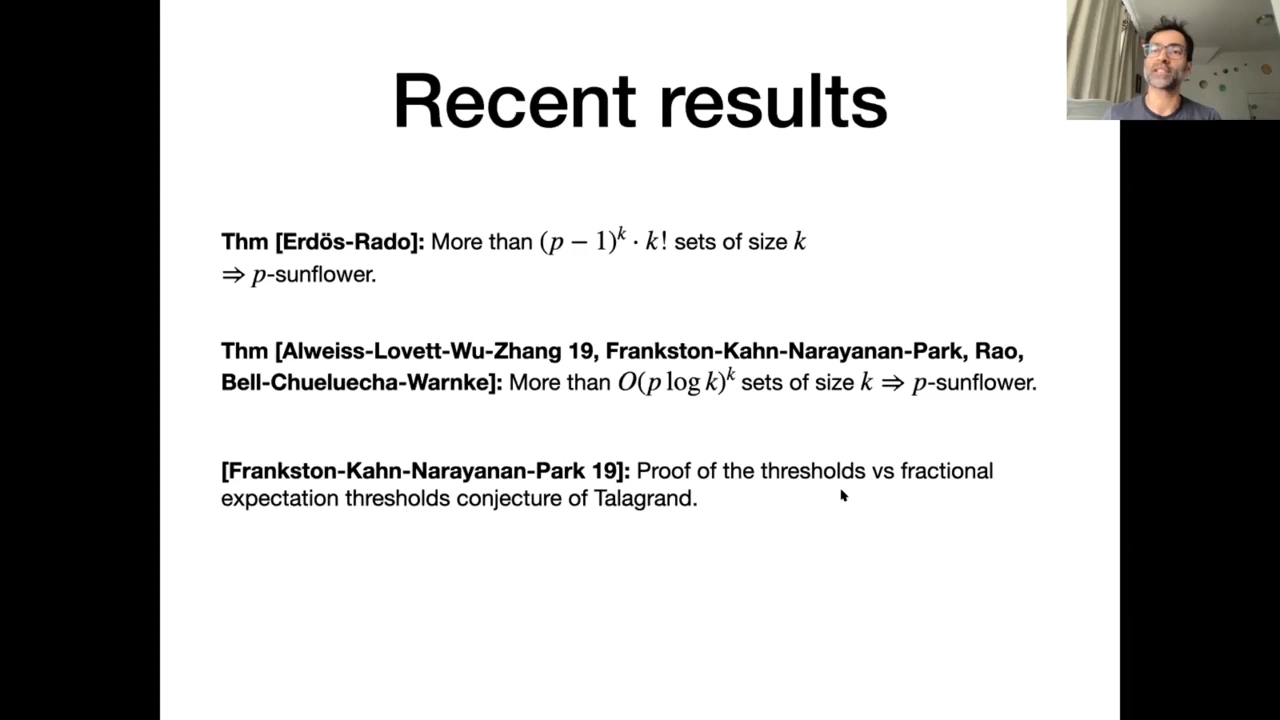 Recent results
Thm [Erdös-Rado]: More than (p − 1)^k · k! sets of size k
⇒ p-sunflower.
Thm [Alweiss-Lovett-Wu-Zhang 19, Frankston-Kahn-Narayanan-Park, Rao,
Bell-Chueluecha-Warnke]: More than O(p log k)^k sets of size k ⇒ p-sunflower.
[Frankston-Kahn-Narayanan-Park 19]: Proof of the thresholds vs fractional
expectation thresholds conjecture of Talagrand.